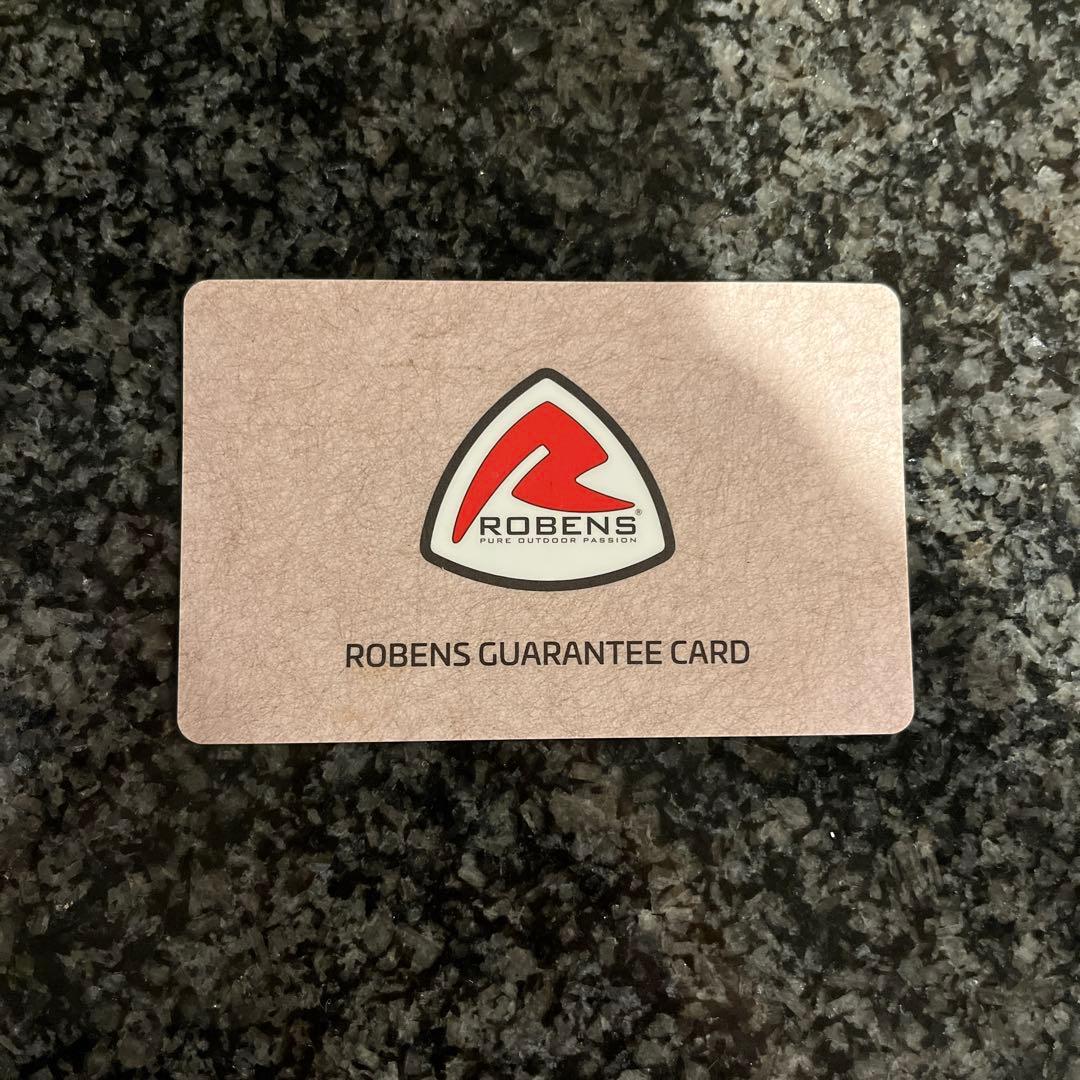 ROBENS®
PURE OUTDOOR PASSION
ROBENS GUARANTEE CARD